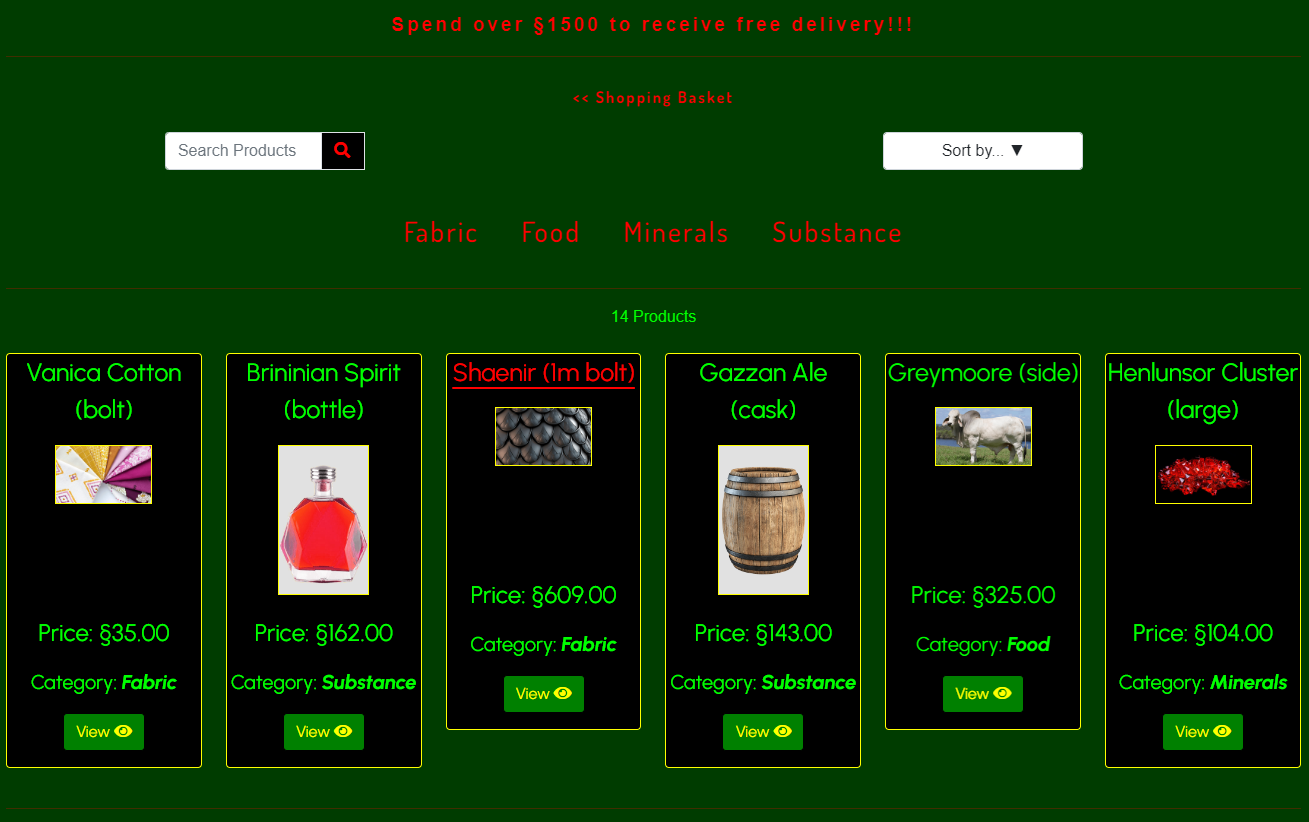 Spend over §1500 to receive free delivery!!!
<< Shopping Basket
Search Products
Sort by... ▼
Fabric Food Minerals Substance
14 Products
Vanica Cotton
(bolt)
Price: §35.00
Category: Fabric
View
Brininian Spirit
(bottle)
Price: §162.00
Category: Substance
View
Shaenir (1m bolt)
Price: §609.00
Category: Fabric
View
Gazzan Ale
(cask)
Price: §143.00
Category: Substance
View
Greymoore (side)
Price: §325.00
Category: Food
View
Henlunsor Cluster
(large)
Price: §104.00
Category: Minerals
View